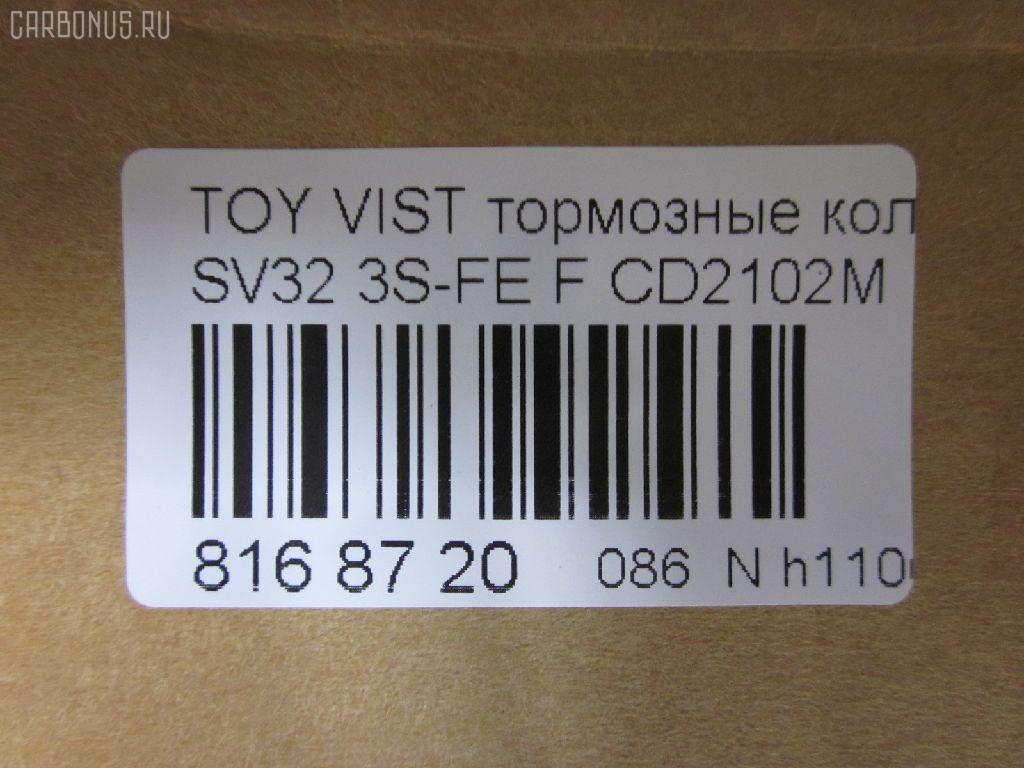 CARBONUS.RU
TOY VIST тормозные кол
SV32 3S-FE F CD2102M
816 87 20 086 N h110